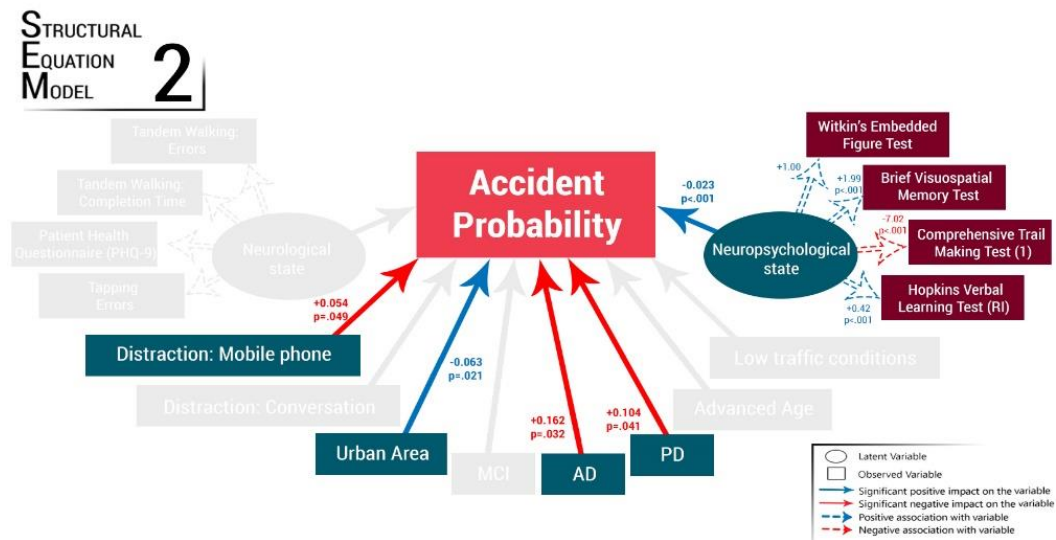 STRUCTURAL
EQUATION
MODEL
2
Tandem Walking:
Errors
Tandem Walking:
Completion Time
Patient Health
Questionnaire (PHQ-9)
Tapping
Errors
Neurological
state
Accident
Probability
-0.023
p<.001
Neuropsychological
state
+1.00
+1.99
p<.001
-7.02
p<.001
+0.42
p<.001
Witkin's Embedded
Figure Test
Brief Visuospatial
Memory Test
Comprehensive Trail
Making Test (1)
Hopkins Verbal
Learning Test (RI)
+0.054
p=.049
Distraction: Mobile phone
Distraction: Conversation
-0.063
p=.021
Urban Area
MCI
+0.162
p=.032
AD
+0.104
p=.041
PD
Advanced Age
Low traffic conditions
Latent Variable
Observed Variable
Significant positive impact on the variable
Significant negative impact on the variable
Positive association with variable
Negative association with variable